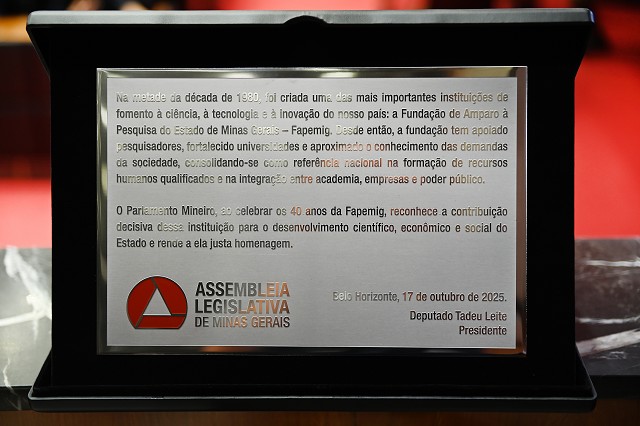 Na metade da década de 1980, foi criada uma das mais importantes instituições de
fomento à ciência, à tecnologia e à inovação do nosso país: a Fundação de Amparo à
Pesquisa do Estado de Minas Gerais – Fapemig. Desde então, a fundação tem apoiado
pesquisadores, fortalecido universidades e aproximado o conhecimento das demandas
da sociedade, consolidando-se como referência nacional na formação de recursos
humanos qualificados e na integração entre academia, empresas e poder público.
O Parlamento Mineiro, ao celebrar os 40 anos da Fapemig, reconhece a contribuição
decisiva dessa instituição para o desenvolvimento científico, econômico e social do
Estado e rende a ela justa homenagem.
ASSEMBLEIA
LEGISLATIVA
DE MINAS GERAIS
Belo Horizonte, 17 de outubro de 2025.
Deputado Tadeu Leite
Presidente